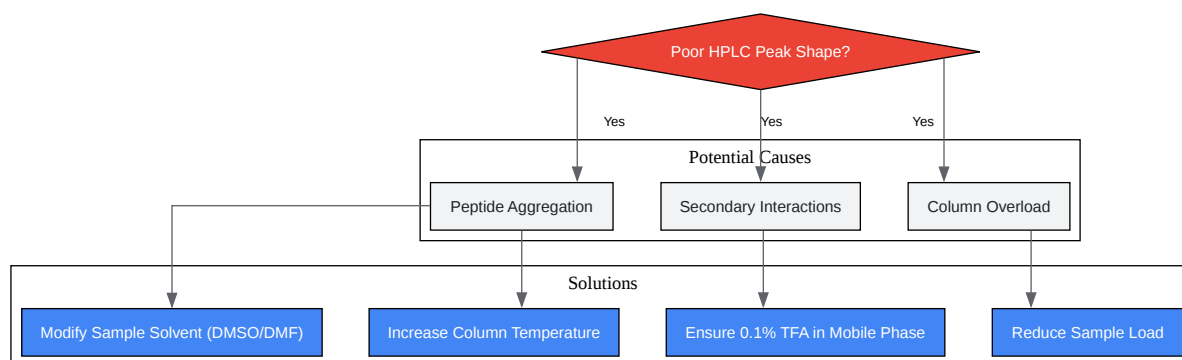 Poor HPLC Peak Shape?
Yes
Yes
Yes
Potential Causes
Peptide Aggregation
Secondary Interactions
Column Overload
Solutions
Modify Sample Solvent (DMSO/DMF)
Increase Column Temperature
Ensure 0.1% TFA in Mobile Phase
Reduce Sample Load